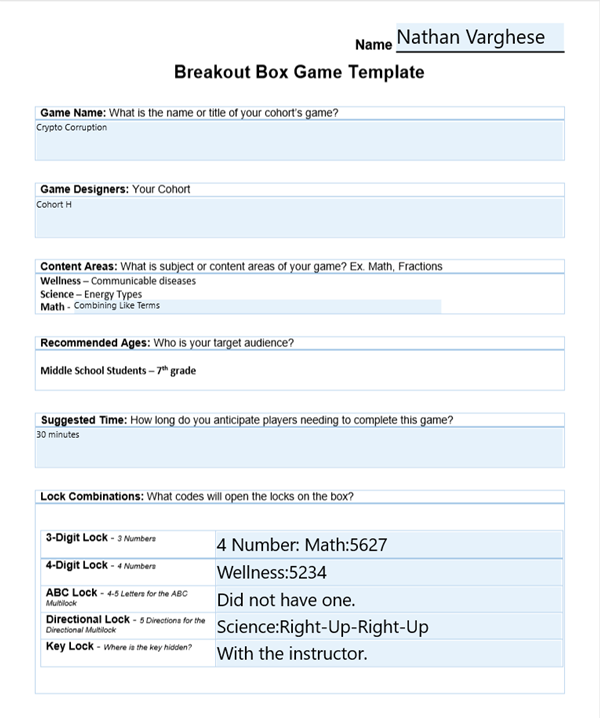 Name Nathan Varghese
Breakout Box Game Template
Game Name: What is the name or title of your cohort's game?
Crypto Corruption
Game Designers: Your Cohort
Cohort H
Content Areas: What is subject or content areas of your game? Ex. Math, Fractions
Wellness – Communicable diseases
Science – Energy Types
Math - Combining Like Terms
Recommended Ages: Who is your target audience?
Middle School Students – 7th grade
Suggested Time: How long do you anticipate players needing to complete this game?
30 minutes
Lock Combinations: What codes will open the locks on the box?
3-Digit Lock - 3 Numbers
4 Number: Math:5627
4-Digit Lock - 4 Numbers
Wellness:5234
ABC Lock - 4-5 Letters for the ABC
Multilock
Did not have one.
Directional Lock - 5 Directions for the
Directional Multilock
Science:Right-Up-Right-Up
Key Lock - Where is the key hidden?
With the instructor.